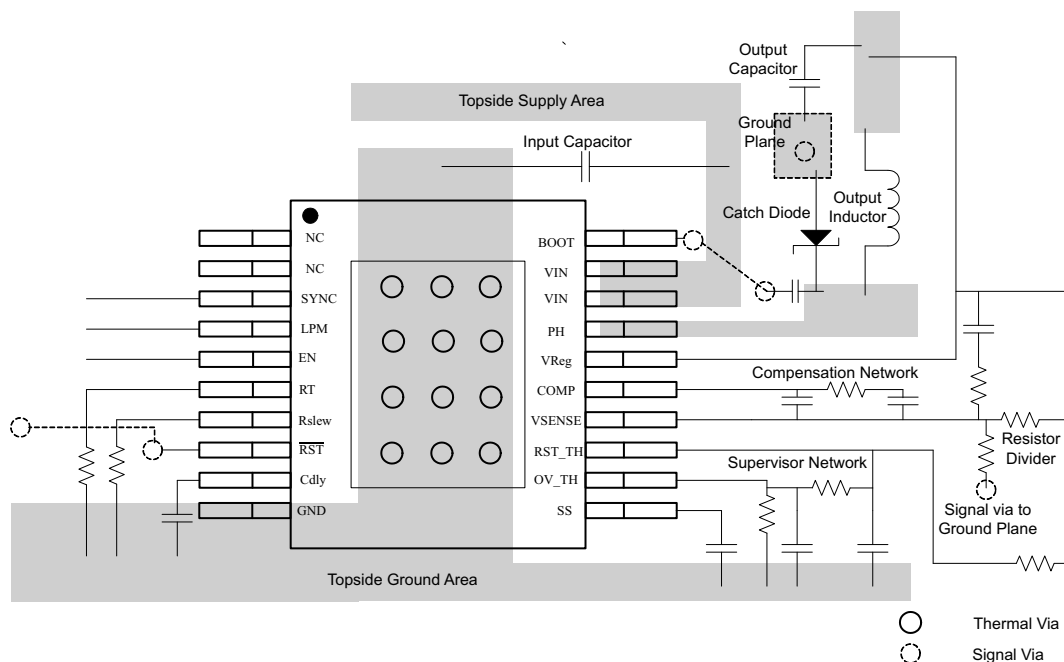 `
Output
Capacitor
Topside Supply Area
Ground
Plane
Input Capacitor
Catch Diode
Output
Inductor
NC
NC
SYNC
LPM
EN
RT
Rslew
RST
Cdly
GND
BOOT
VIN
VIN
PH
VReg
COMP
VSENSE
RST_TH
OV_TH
SS
Compensation Network
Resistor
Divider
Supervisor Network
Signal via to
Ground Plane
Topside Ground Area
Thermal Via
Signal Via